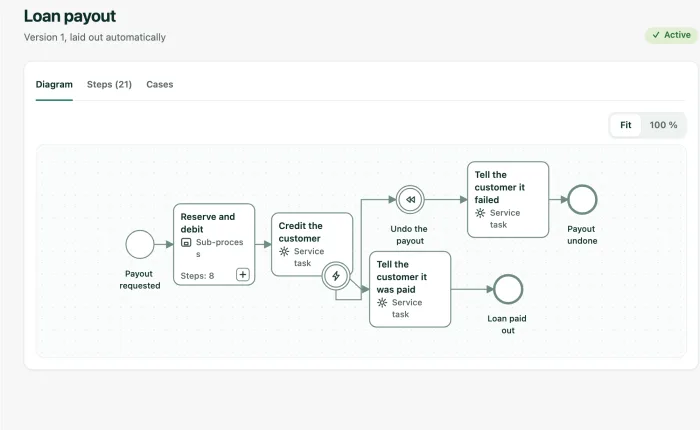 Loan payout
Version 1, laid out automatically
Active
Diagram
Steps (21)
Cases
Fit
100 %
Payout
requested
Reserve and
debit
Sub-proces
s
Steps: 8
Credit the
customer
Service
task
Undo the
payout
Tell the
customer it
failed
Service
task
Payout
undone
Tell the
customer it
was paid
Service
task
Loan paid
out